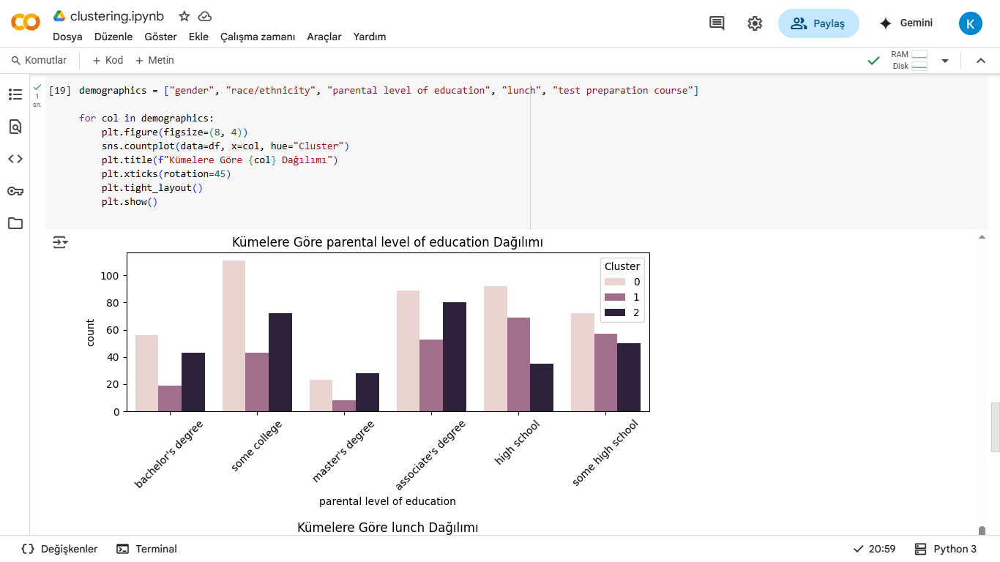 clustering.ipynb
Dosya Düzenle Göster Ekle Çalışma zamanı Araçlar Yardım
Paylaş
Gemini
K
Komutlar + Kod + Metin
RAM
Disk
1
sn.
[19] demographics = ["gender", "race/ethnicity", "parental level of education", "lunch", "test preparation course"]
for col in demographics:
    plt.figure(figsize=(8, 4))
    sns.countplot(data=df, x=col, hue="Cluster")
    plt.title(f"Kümelere Göre {col} Dağılımı")
    plt.xticks(rotation=45)
    plt.tight_layout()
    plt.show()
Kümelere Göre parental level of education Dağılımı
Cluster
0
1
2
count
100
80
60
40
20
0
bachelor's degree
some college
master's degree
associate's degree
high school
some high school
parental level of education
Kümelere Göre lunch Dağılımı
Değişkenler
Terminal
20:59
Python 3